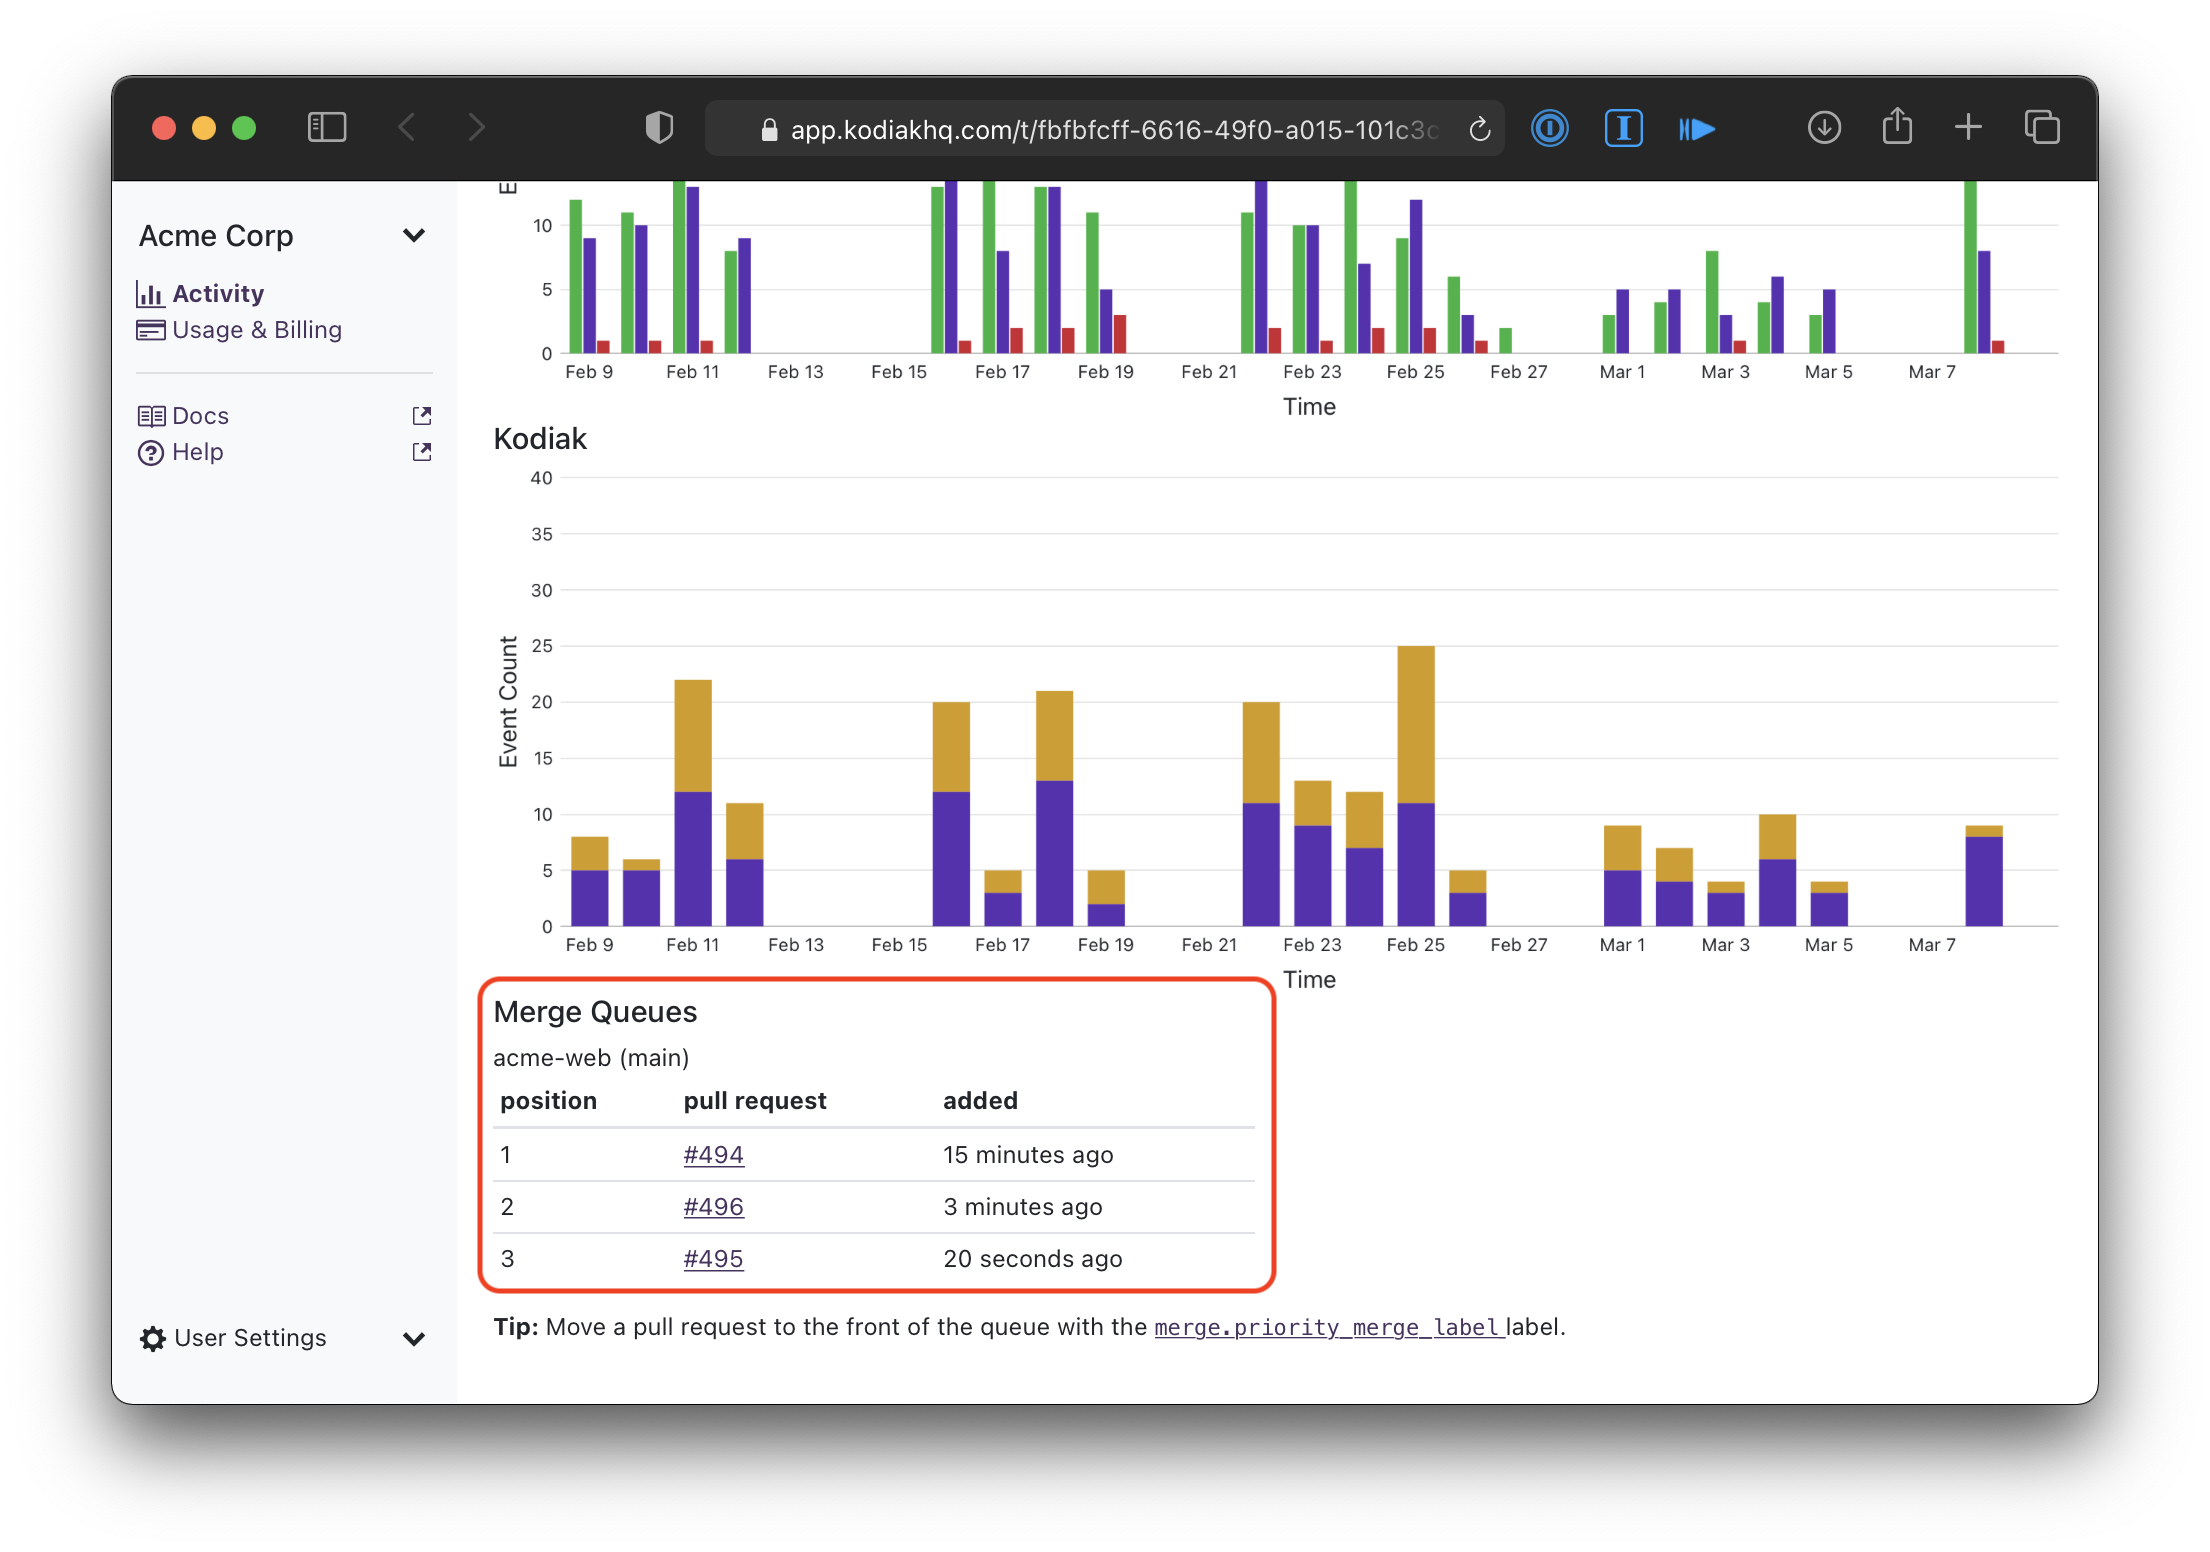 app.kodiakhq.com/t/fbfbfcff-6616-49f0-a015-101c3c
Acme Corp
Activity
Usage & Billing
Docs
Help
User Settings
10
5
0
Feb 9 Feb 11 Feb 13 Feb 15 Feb 17 Feb 19 Feb 21 Feb 23 Feb 25 Feb 27 Mar 1 Mar 3 Mar 5 Mar 7
Time
Kodiak
Event Count
40
35
30
25
20
15
10
5
0
Feb 9 Feb 11 Feb 13 Feb 15 Feb 17 Feb 19 Feb 21 Feb 23 Feb 25 Feb 27 Mar 1 Mar 3 Mar 5 Mar 7
Time
Merge Queues
acme-web (main)
position pull request added
1 #494 15 minutes ago
2 #496 3 minutes ago
3 #495 20 seconds ago
Tip: Move a pull request to the front of the queue with the merge.priority_merge_label label.